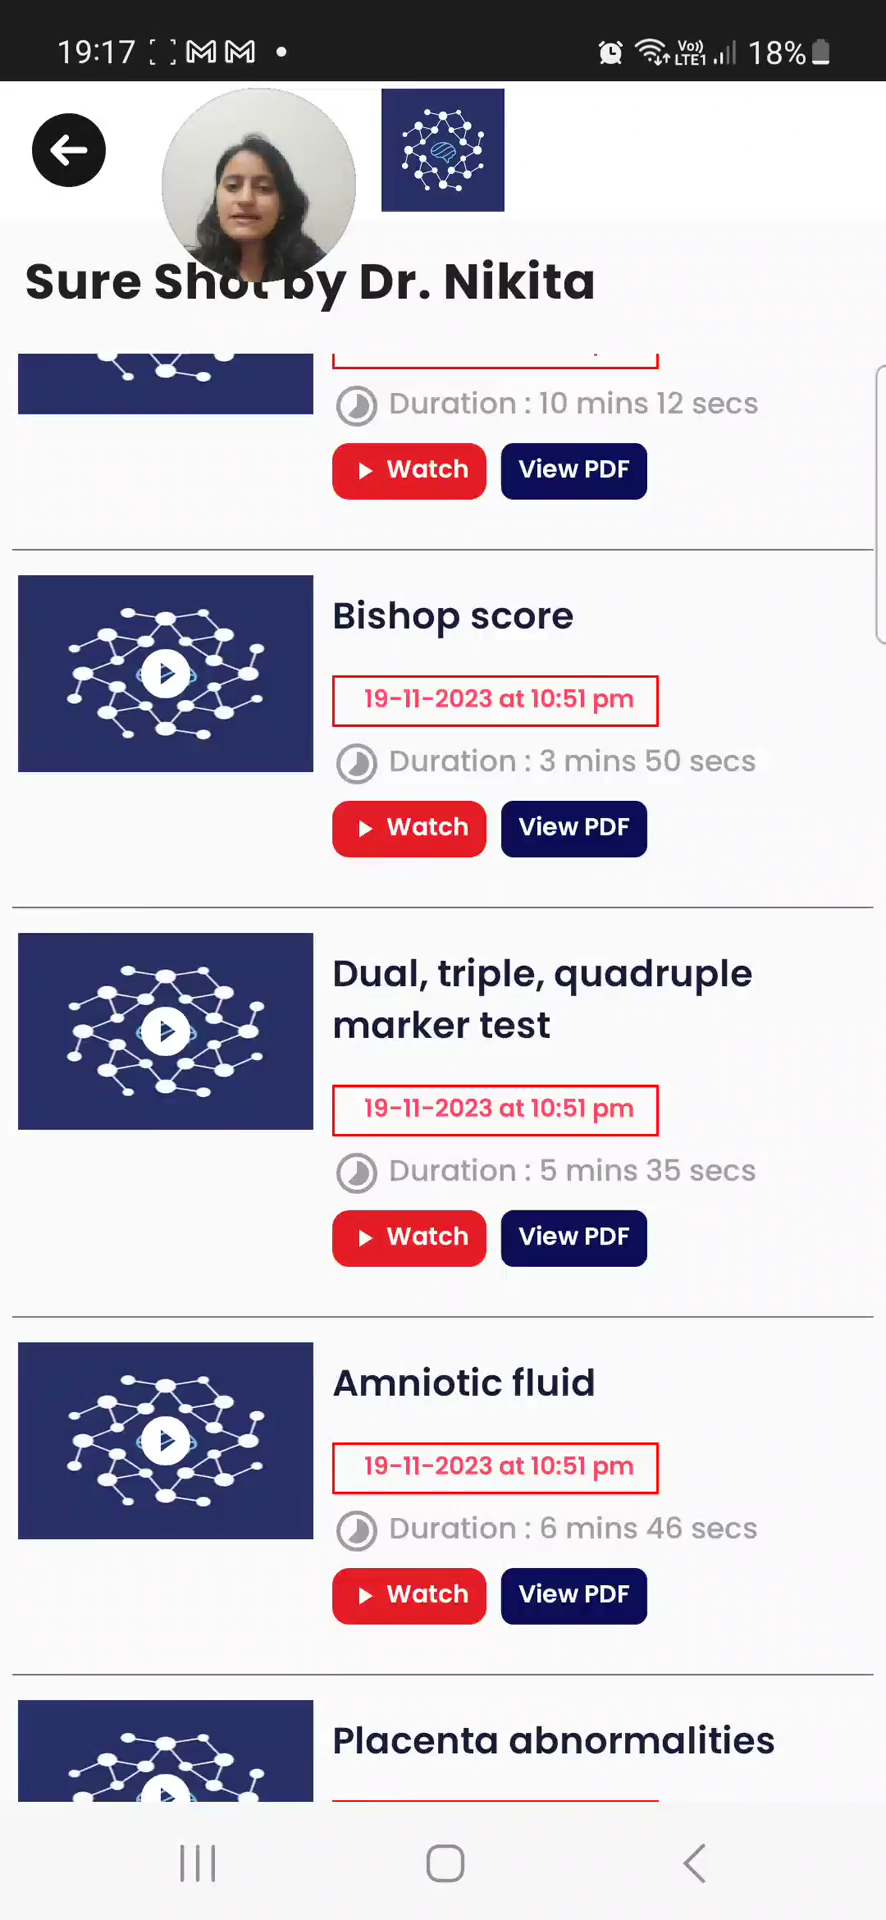 19:17
Vo)) LTE1 18%
Sure Shot by Dr. Nikita
Duration : 10 mins 12 secs
Watch View PDF
Bishop score
19-11-2023 at 10:51 pm
Duration : 3 mins 50 secs
Watch View PDF
Dual, triple, quadruple
marker test
19-11-2023 at 10:51 pm
Duration : 5 mins 35 secs
Watch View PDF
Amniotic fluid
19-11-2023 at 10:51 pm
Duration : 6 mins 46 secs
Watch View PDF
Placenta abnormalities